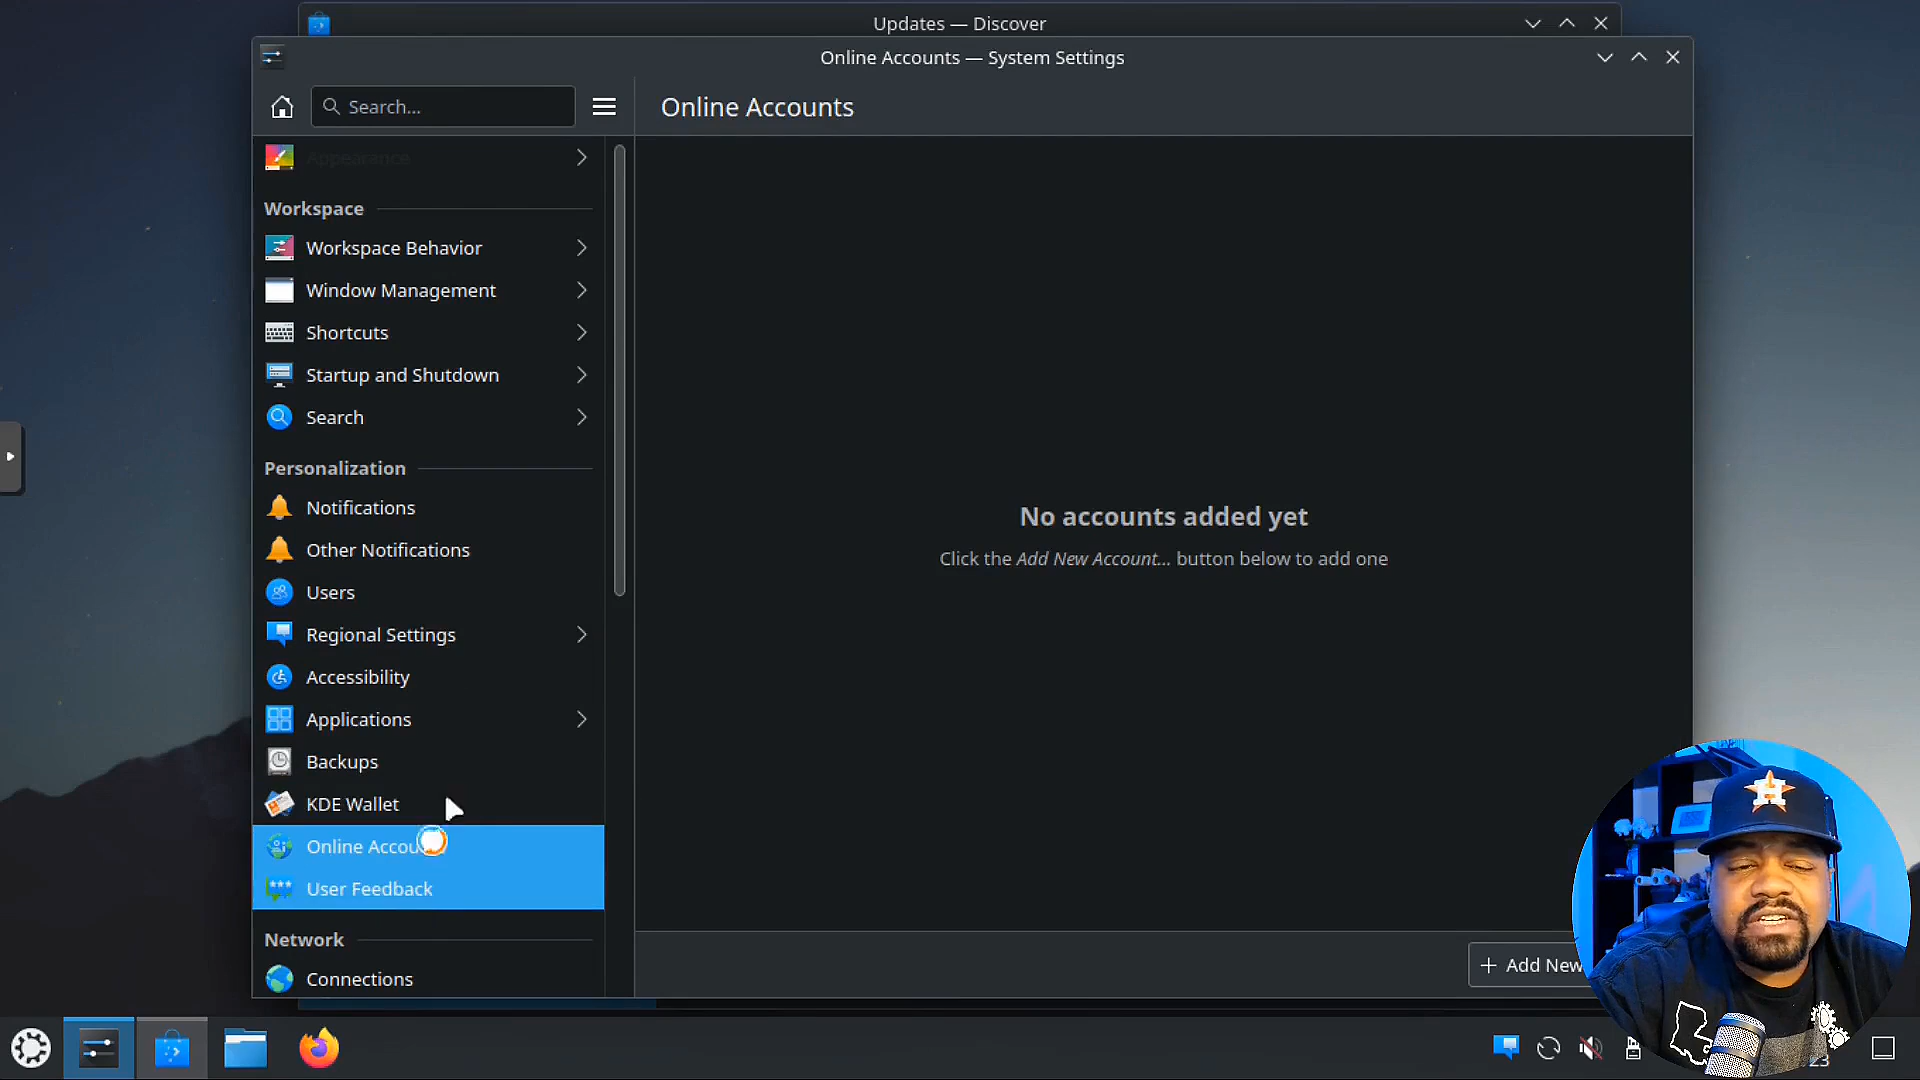 Updates — Discover
Online Accounts — System Settings
Search...
Online Accounts
Appearance
Workspace
Workspace Behavior
Window Management
Shortcuts
Startup and Shutdown
Search
Personalization
Notifications
Other Notifications
Users
Regional Settings
Accessibility
Applications
Backups
KDE Wallet
Online Accou
User Feedback
Network
Connections
No accounts added yet
Click the Add New Account... button below to add one
+ Add New
H
23